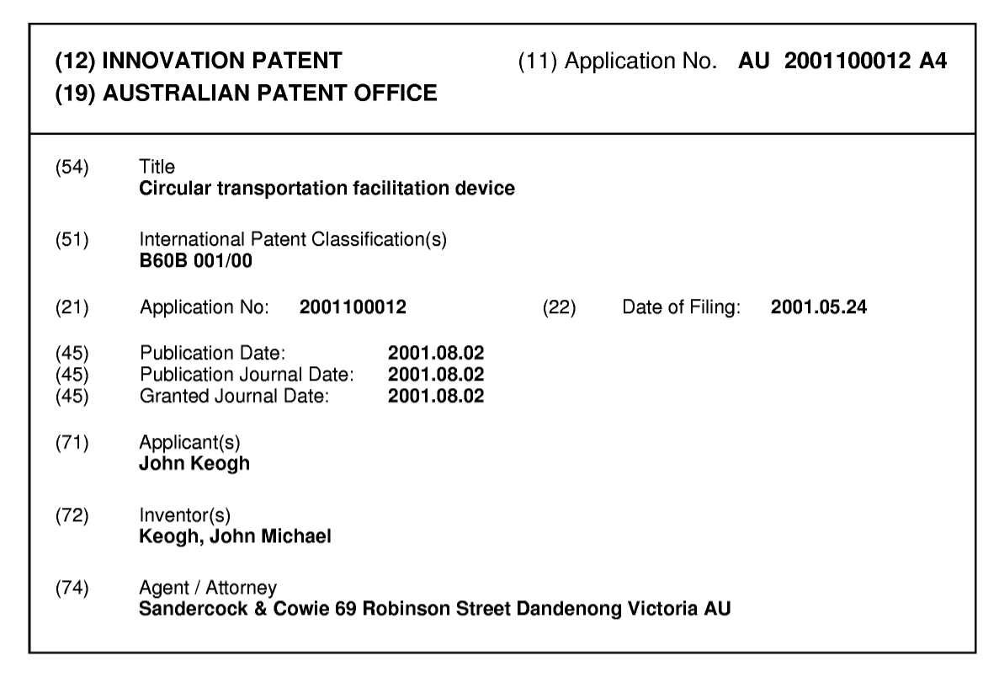 (12) INNOVATION PATENT (11) Application No. AU 2001100012 A4
(19) AUSTRALIAN PATENT OFFICE
(54) Title
Circular transportation facilitation device
(51) International Patent Classification(s)
B60B 001/00
(21) Application No: 2001100012 (22) Date of Filing: 2001.05.24
(45) Publication Date: 2001.08.02
(45) Publication Journal Date: 2001.08.02
(45) Granted Journal Date: 2001.08.02
(71) Applicant(s)
John Keogh
(72) Inventor(s)
Keogh, John Michael
(74) Agent / Attorney
Sandercock & Cowie 69 Robinson Street Dandenong Victoria AU